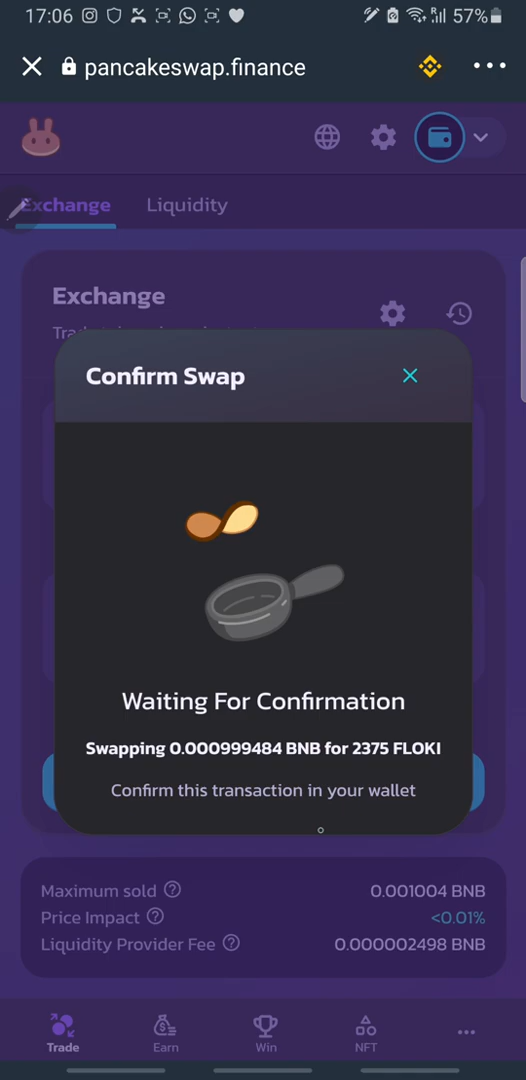 17:06
57%
pancakeswap.finance
Exchange
Liquidity
Exchange
Confirm Swap
Waiting For Confirmation
Swapping 0.000999484 BNB for 2375 FLOKI
Confirm this transaction in your wallet
Maximum sold 0.001004 BNB
Price Impact <0.01%
Liquidity Provider Fee 0.000002498 BNB
Trade
Earn
Win
NFT